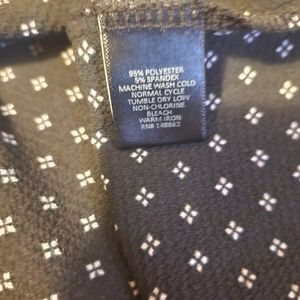 95% POLYESTER
5% SPANDEX
MACHINE WASH COLD
NORMAL CYCLE
TUMBLE DRY LOW
NON-CHLORINE
BLEACH
WARM IRON
RN# 148662